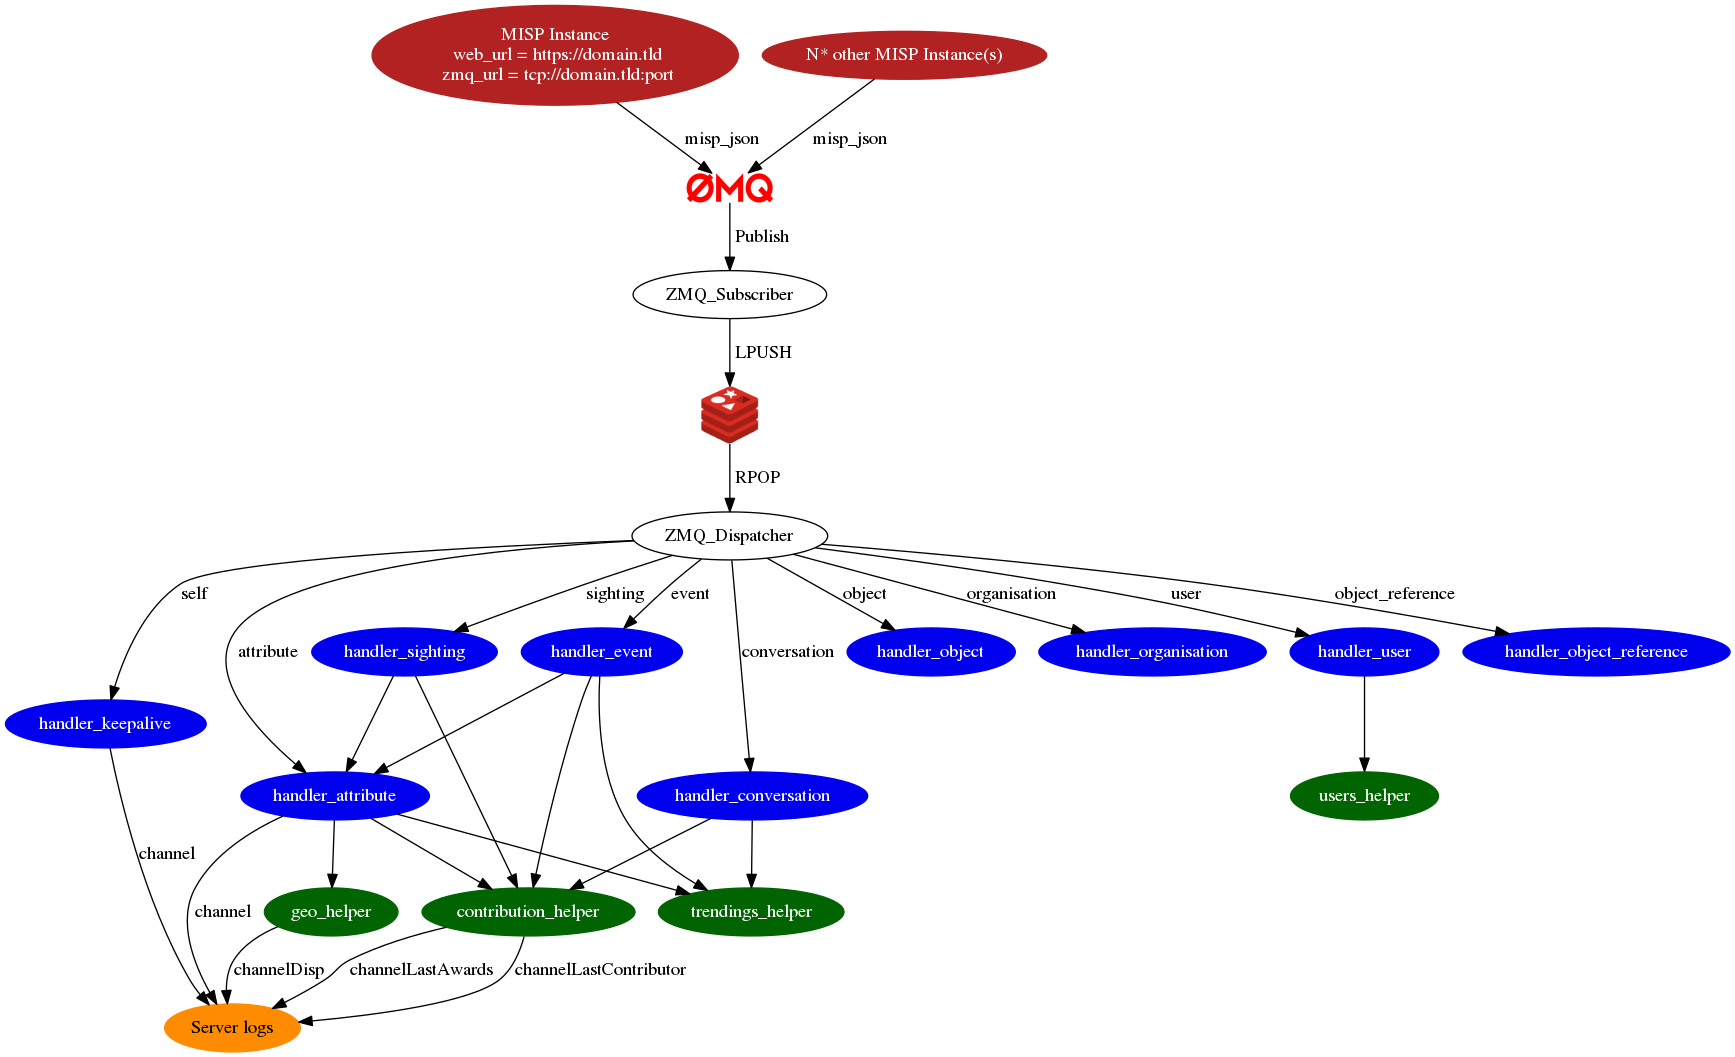 MISP Instance
web_url = https://domain.tld
zmq_url = tcp://domain.tld:port
N* other MISP Instance(s)
misp_json
misp_json
ØMQ
Publish
ZMQ_Subscriber
LPUSH
RPOP
ZMQ_Dispatcher
self
sighting
event
object
organisation
user
object_reference
attribute
handler_sighting
handler_event
conversation
handler_object
handler_organisation
handler_user
handler_object_reference
handler_keepalive
handler_attribute
handler_conversation
users_helper
channel
channel
geo_helper
contribution_helper
trendings_helper
channelDisp
channelLastAwards
channelLastContributor
Server logs